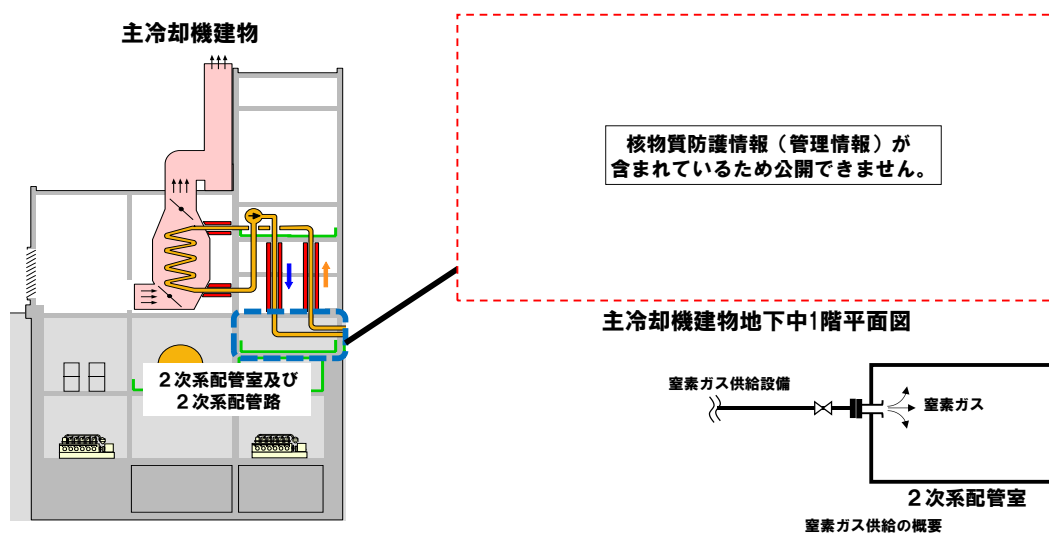 主冷却機建物
核物質防護情報（管理情報）が
含まれているため公開できません。
主冷却機建物地下中1階平面図
２次系配管室及び
２次系配管路
窒素ガス供給設備
窒素ガス
２次系配管室
窒素ガス供給の概要